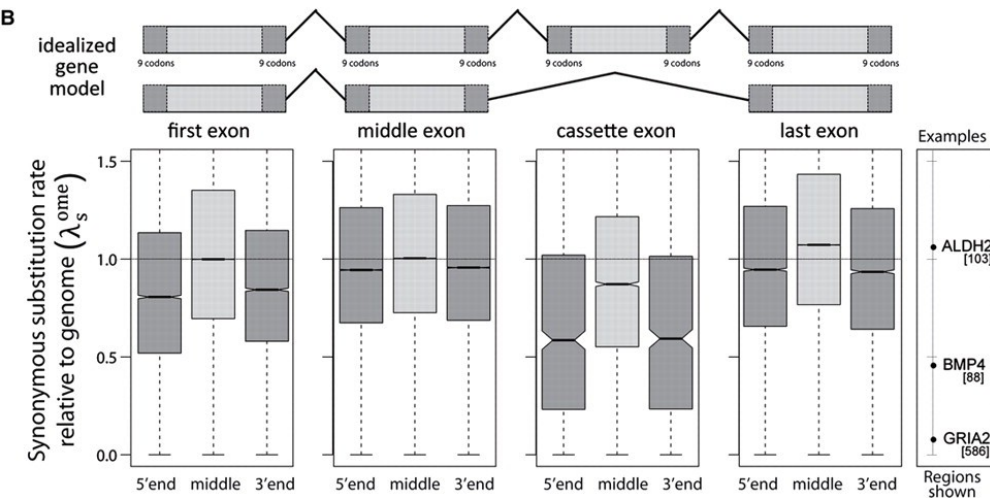 B
idealized
gene
model
9 codons 9 codons 9 codons 9 codons 9 codons 9 codons 9 codons 9 codons
first exon middle exon cassette exon last exon
Examples
Synonymous substitution rate
relative to genome (λₛᵒᵐᵉ)
1.5
1.0
0.5
0.0
ALDH2
[103]
BMP4
[88]
GRIA2
[586]
5'end middle 3'end 5'end middle 3'end 5'end middle 3'end 5'end middle 3'end
Regions
shown